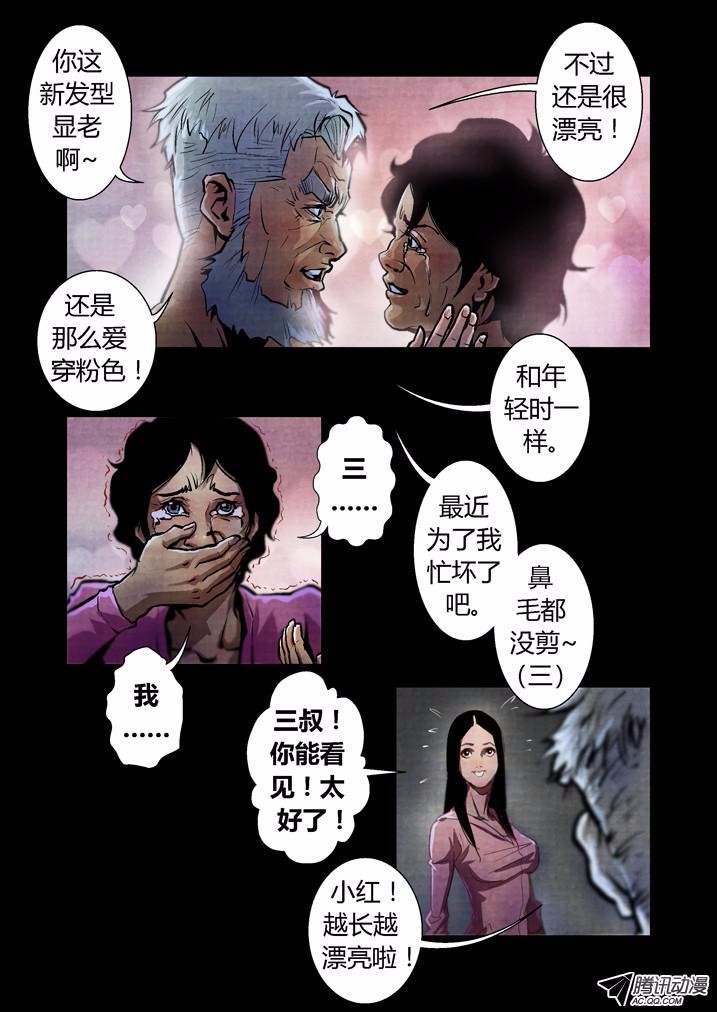 你这
新发型
显老
啊~
不过
还是很
漂亮！
还是
那么爱
穿粉色！
和年
轻时一
样。
三
……
最近
为了我
忙坏了
吧。
鼻
毛都
没剪~
（三）
我
……
三叔！
你能看
见！太
好了！
小红！
越长越
漂亮啦！
腾讯动漫
AC.QQ.COM